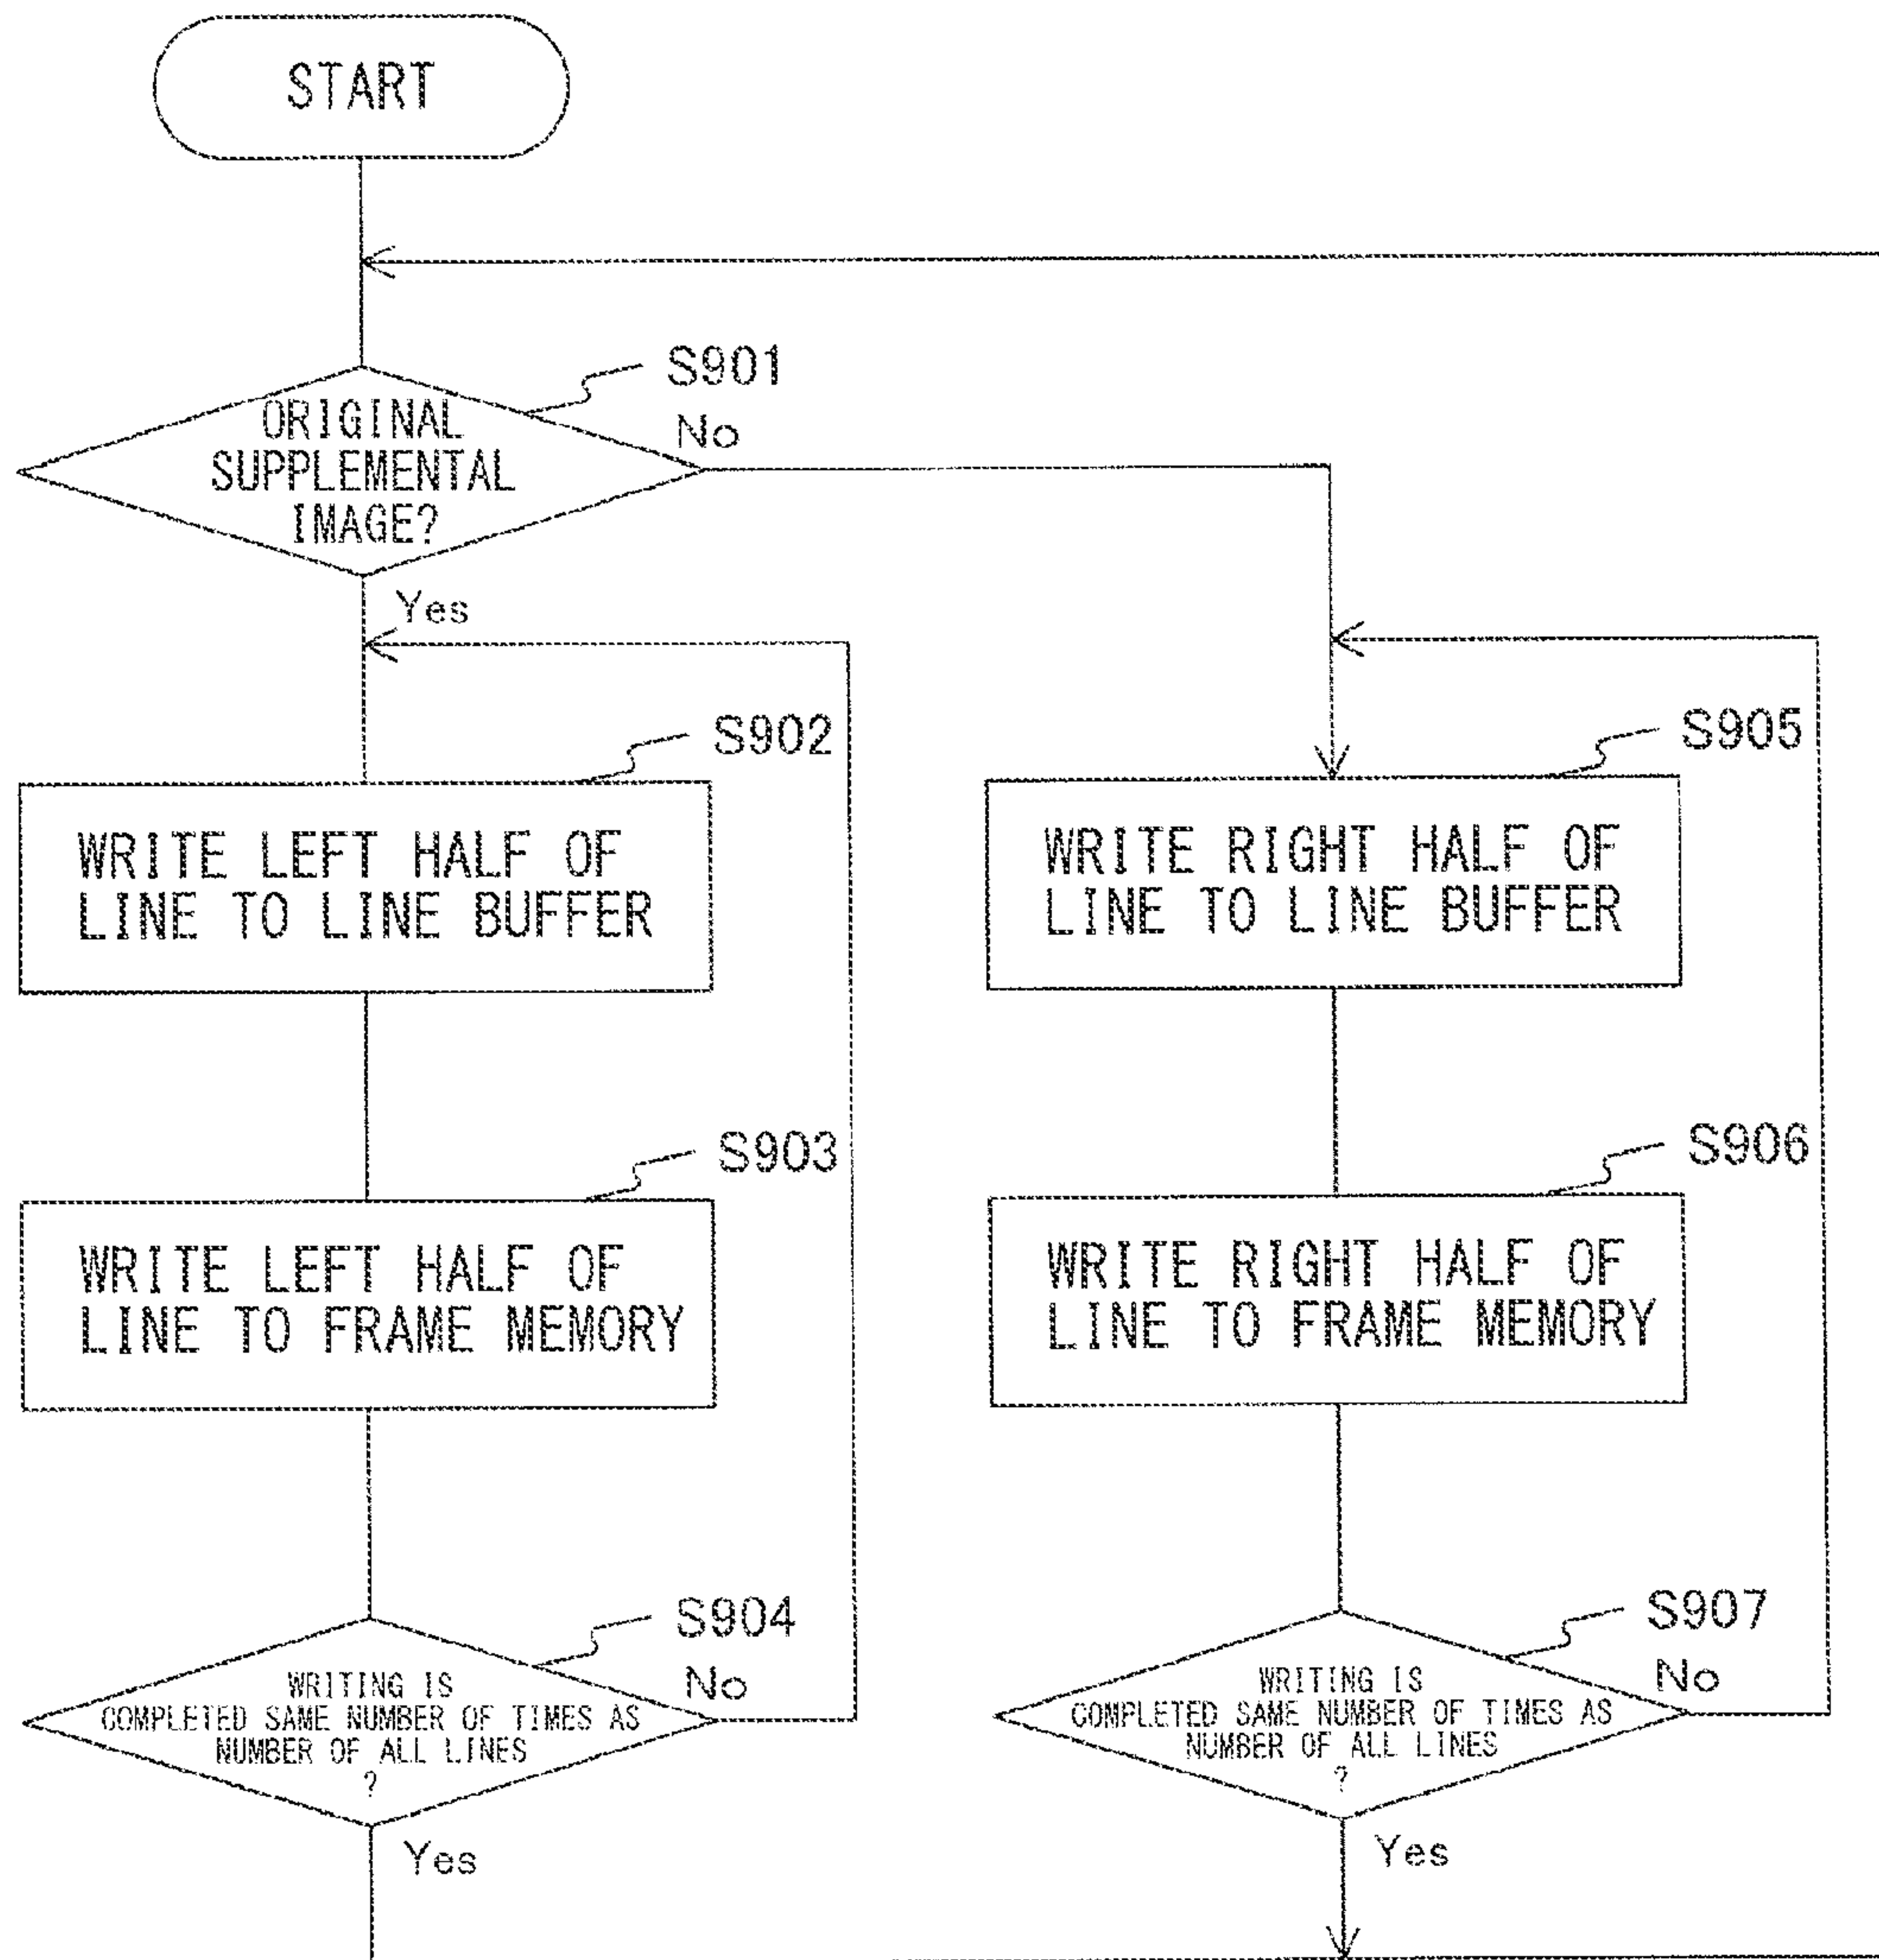 START
S901
ORIGINAL
SUPPLEMENTAL
IMAGE?
No
Yes
S902
WRITE LEFT HALF OF
LINE TO LINE BUFFER
S903
WRITE LEFT HALF OF
LINE TO FRAME MEMORY
S904
WRITING IS
COMPLETED SAME NUMBER OF TIMES AS
NUMBER OF ALL LINES
?
No
Yes
S905
WRITE RIGHT HALF OF
LINE TO LINE BUFFER
S906
WRITE RIGHT HALF OF
LINE TO FRAME MEMORY
S907
WRITING IS
COMPLETED SAME NUMBER OF TIMES AS
NUMBER OF ALL LINES
?
No
Yes